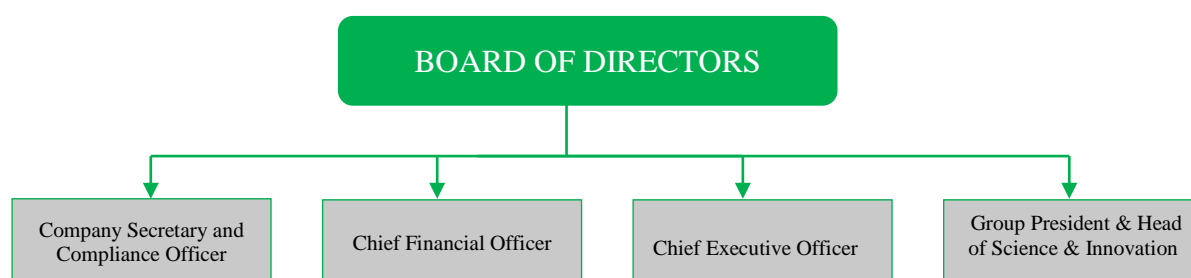 BOARD OF DIRECTORS
Company Secretary and
Compliance Officer
Chief Financial Officer
Chief Executive Officer
Group President & Head
of Science & Innovation